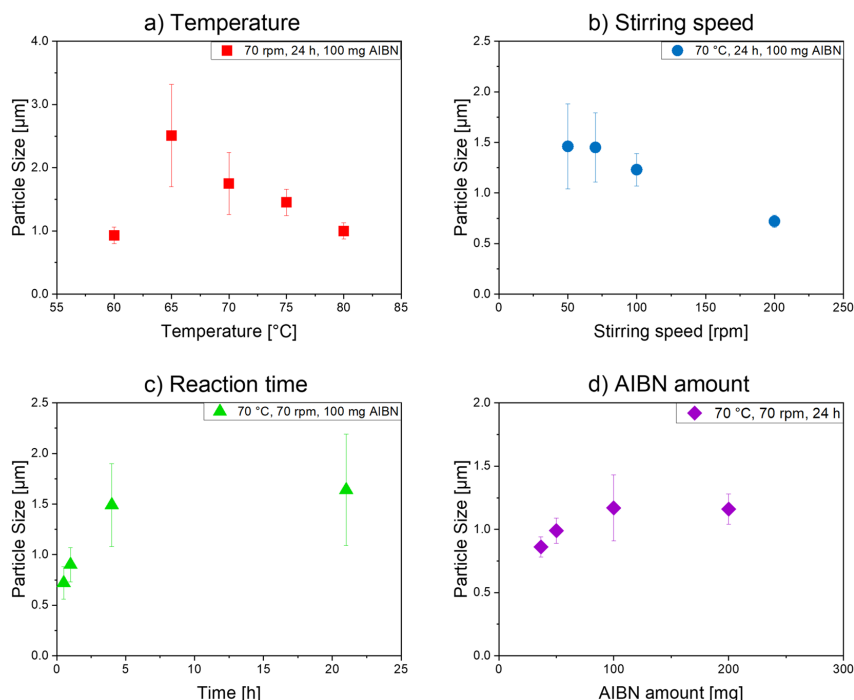 a) Temperature
70 rpm, 24 h, 100 mg AIBN
Particle Size [µm]
4.0
3.0
2.0
1.0
0.0
55 60 65 70 75 80 85
Temperature [°C]
b) Stirring speed
70 °C, 24 h, 100 mg AIBN
Particle Size [µm]
2.5
2.0
1.5
1.0
0.5
0.0
0 50 100 150 200 250
Stirring speed [rpm]
c) Reaction time
70 °C, 70 rpm, 100 mg AIBN
Particle Size [µm]
2.5
2.0
1.5
1.0
0.5
0.0
0 5 10 15 20 25
Time [h]
d) AIBN amount
70 °C, 70 rpm, 24 h
Particle Size [µm]
2.0
1.5
1.0
0.5
0.0
0 100 200 300
AIBN amount [mg]